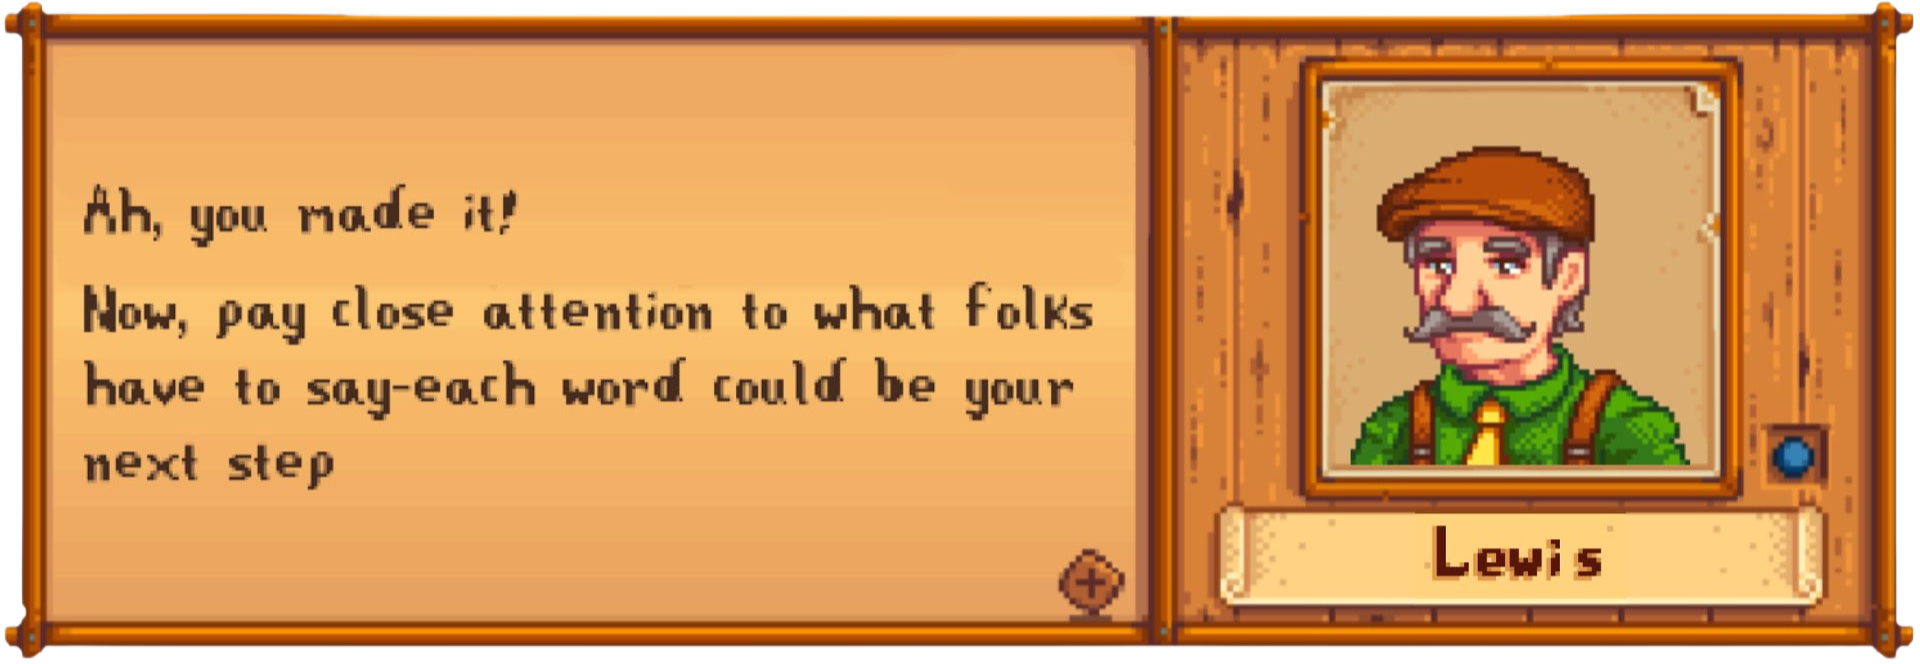 Ah, you made it!
Now, pay close attention to what folks
have to say-each word could be your
next step
Lewis